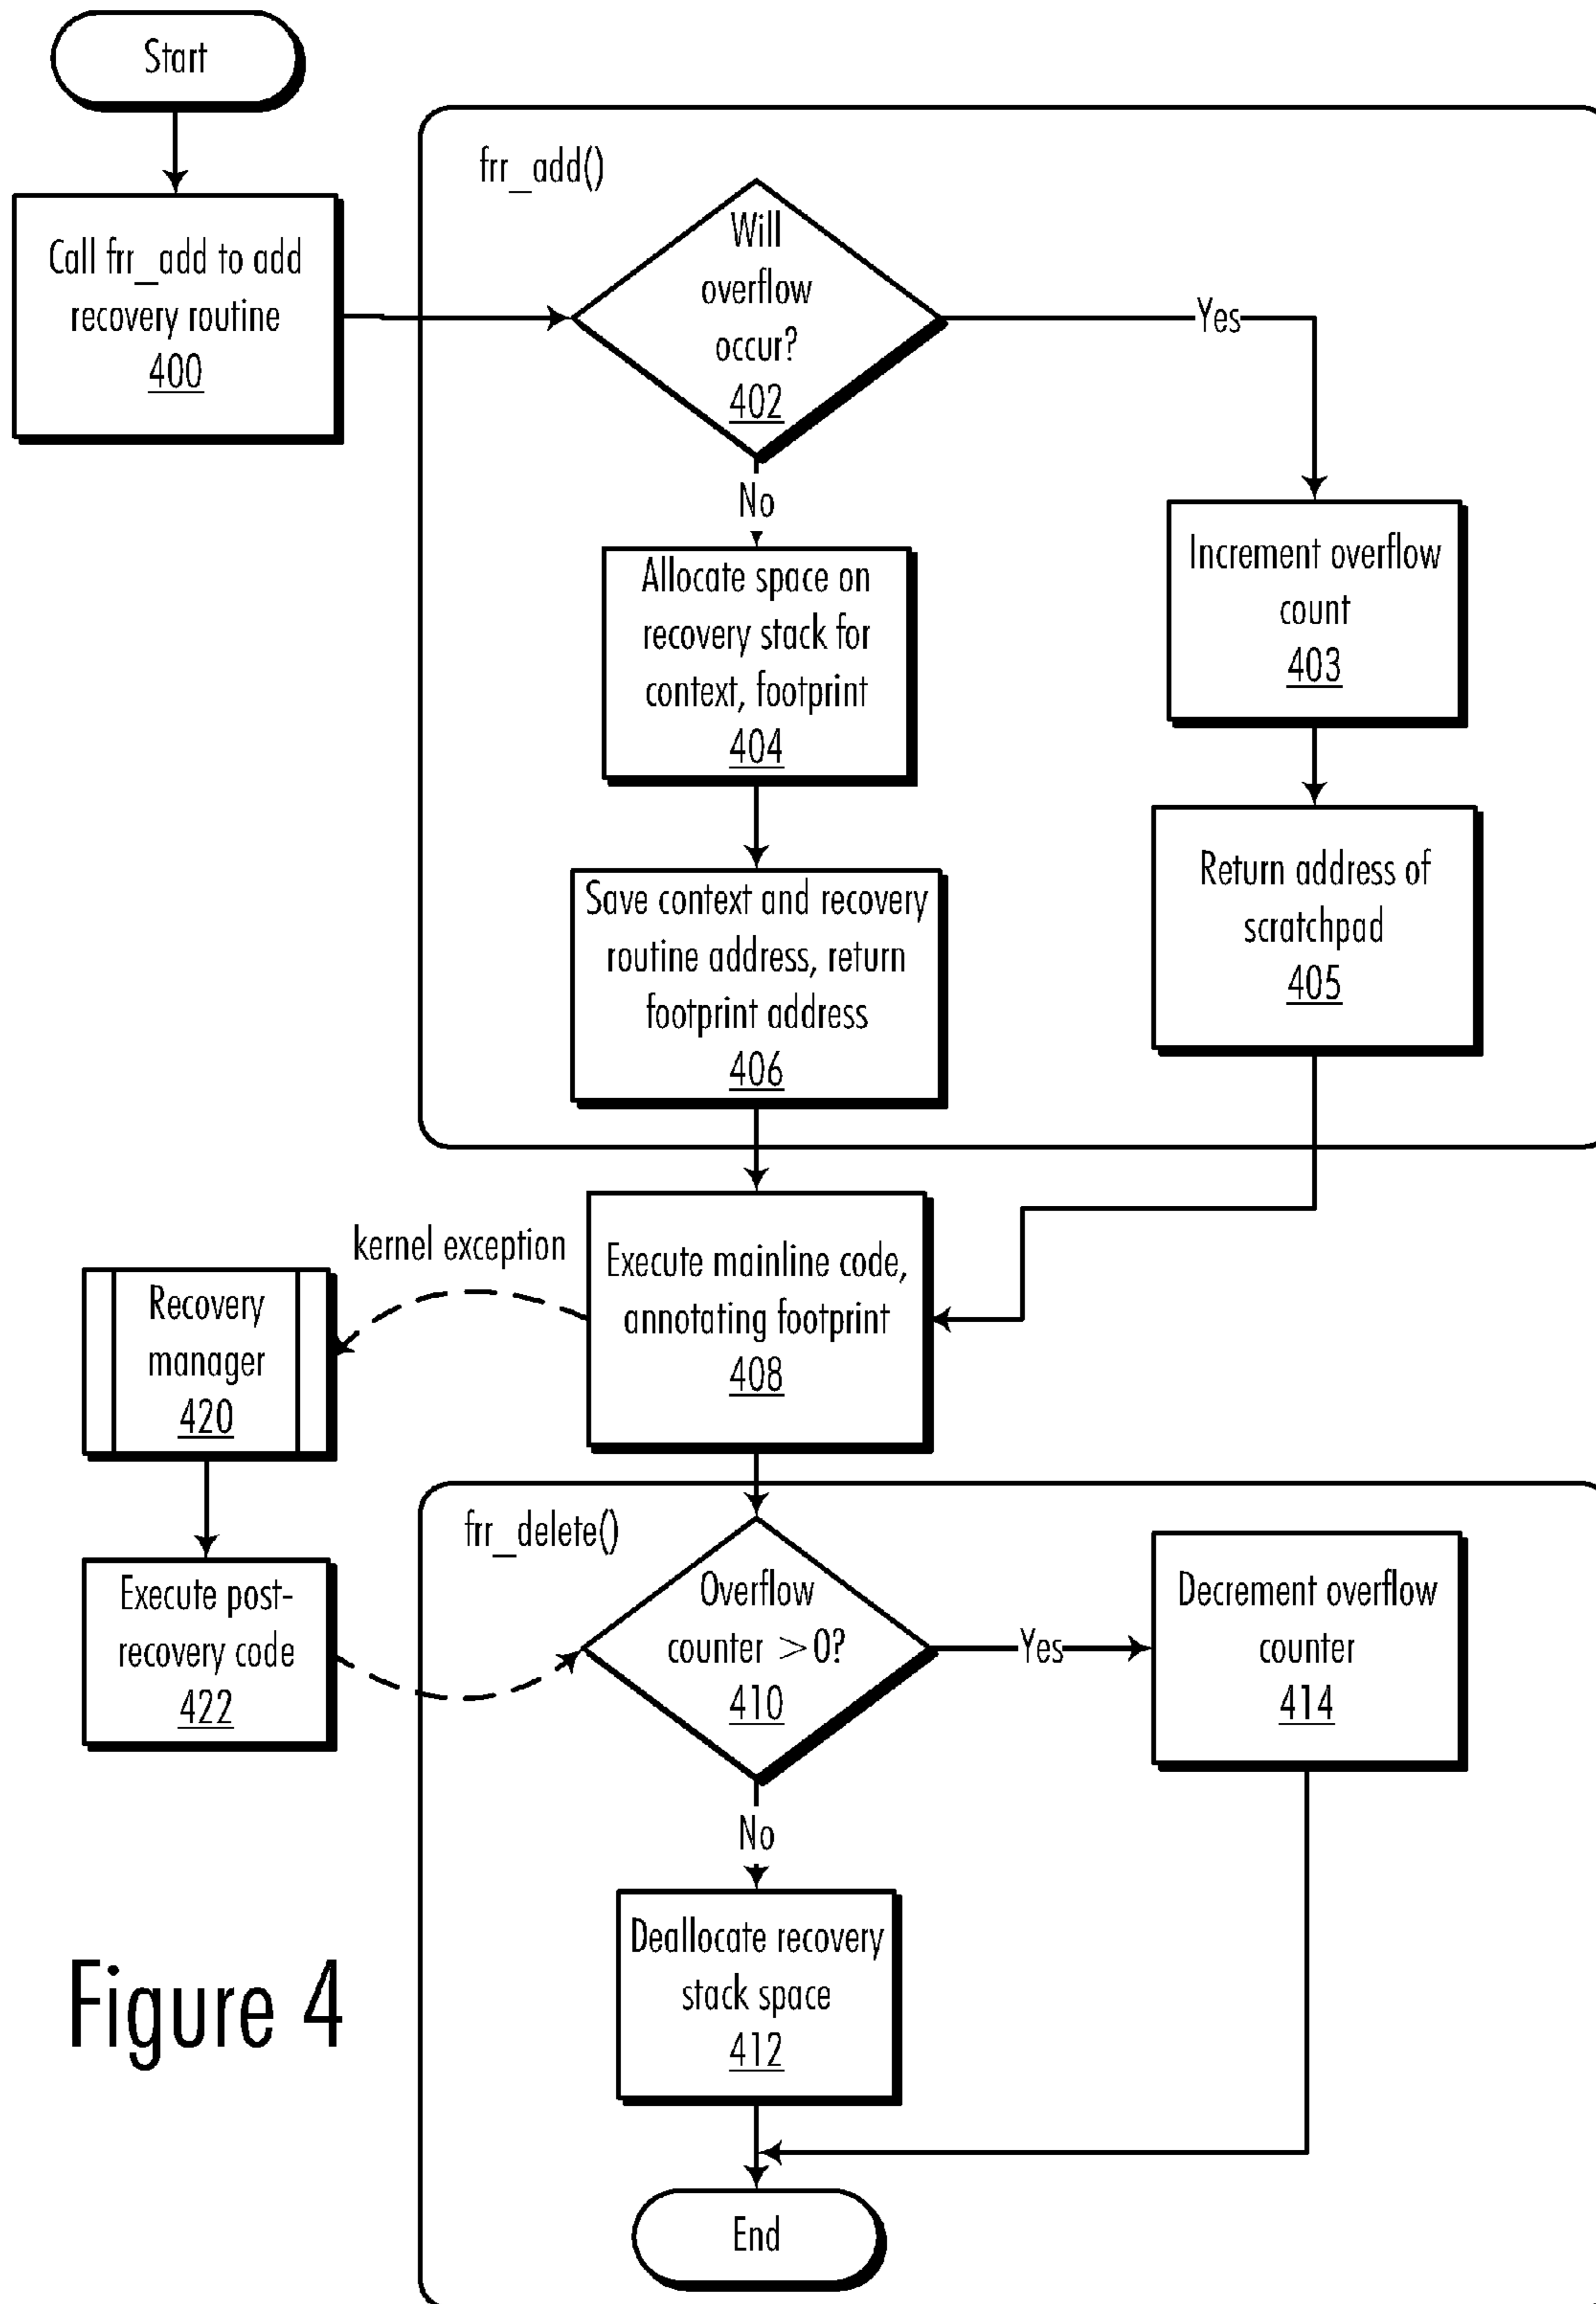 Start
Call frr_add to add
recovery routine
400
frr_add()
Will
overflow
occur?
402
Yes
No
Allocate space on
recovery stack for
context, footprint
404
Increment overflow
count
403
Save context and recovery
routine address, return
footprint address
406
Return address of
scratchpad
405
kernel exception
Execute mainline code,
annotating footprint
408
Recovery
manager
420
Execute post-
recovery code
422
frr_delete()
Overflow
counter >0?
410
Yes
Decrement overflow
counter
414
No
Deallocate recovery
stack space
412
End
Figure 4